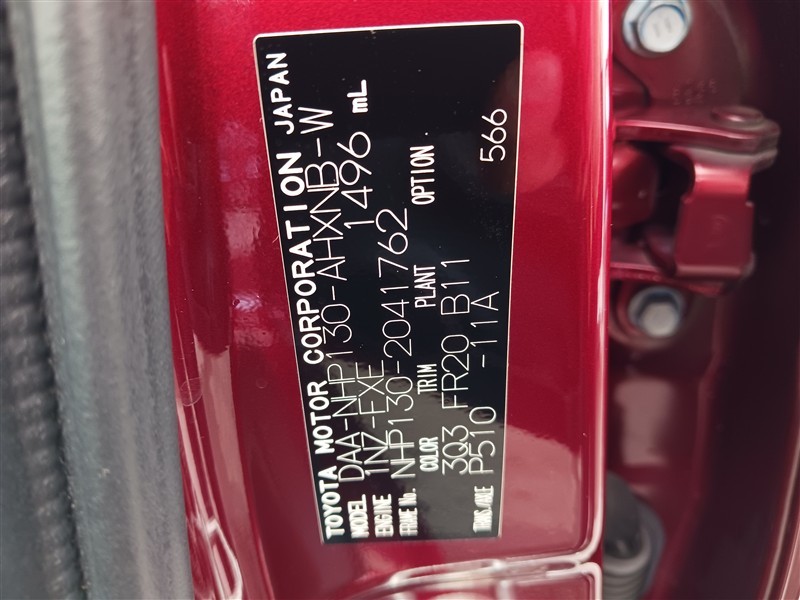 TOYOTA MOTOR CORPORATION JAPAN
MODEL DAA-NHP130-AHXNB-W
ENGINE 1NZ-FXE 1496 mL
FRAME No. NHP130-2041762
COLOR TRIM PLANT OPTION
3Q3 FR20 B11
TRANS./AXLE P510 -11A 566